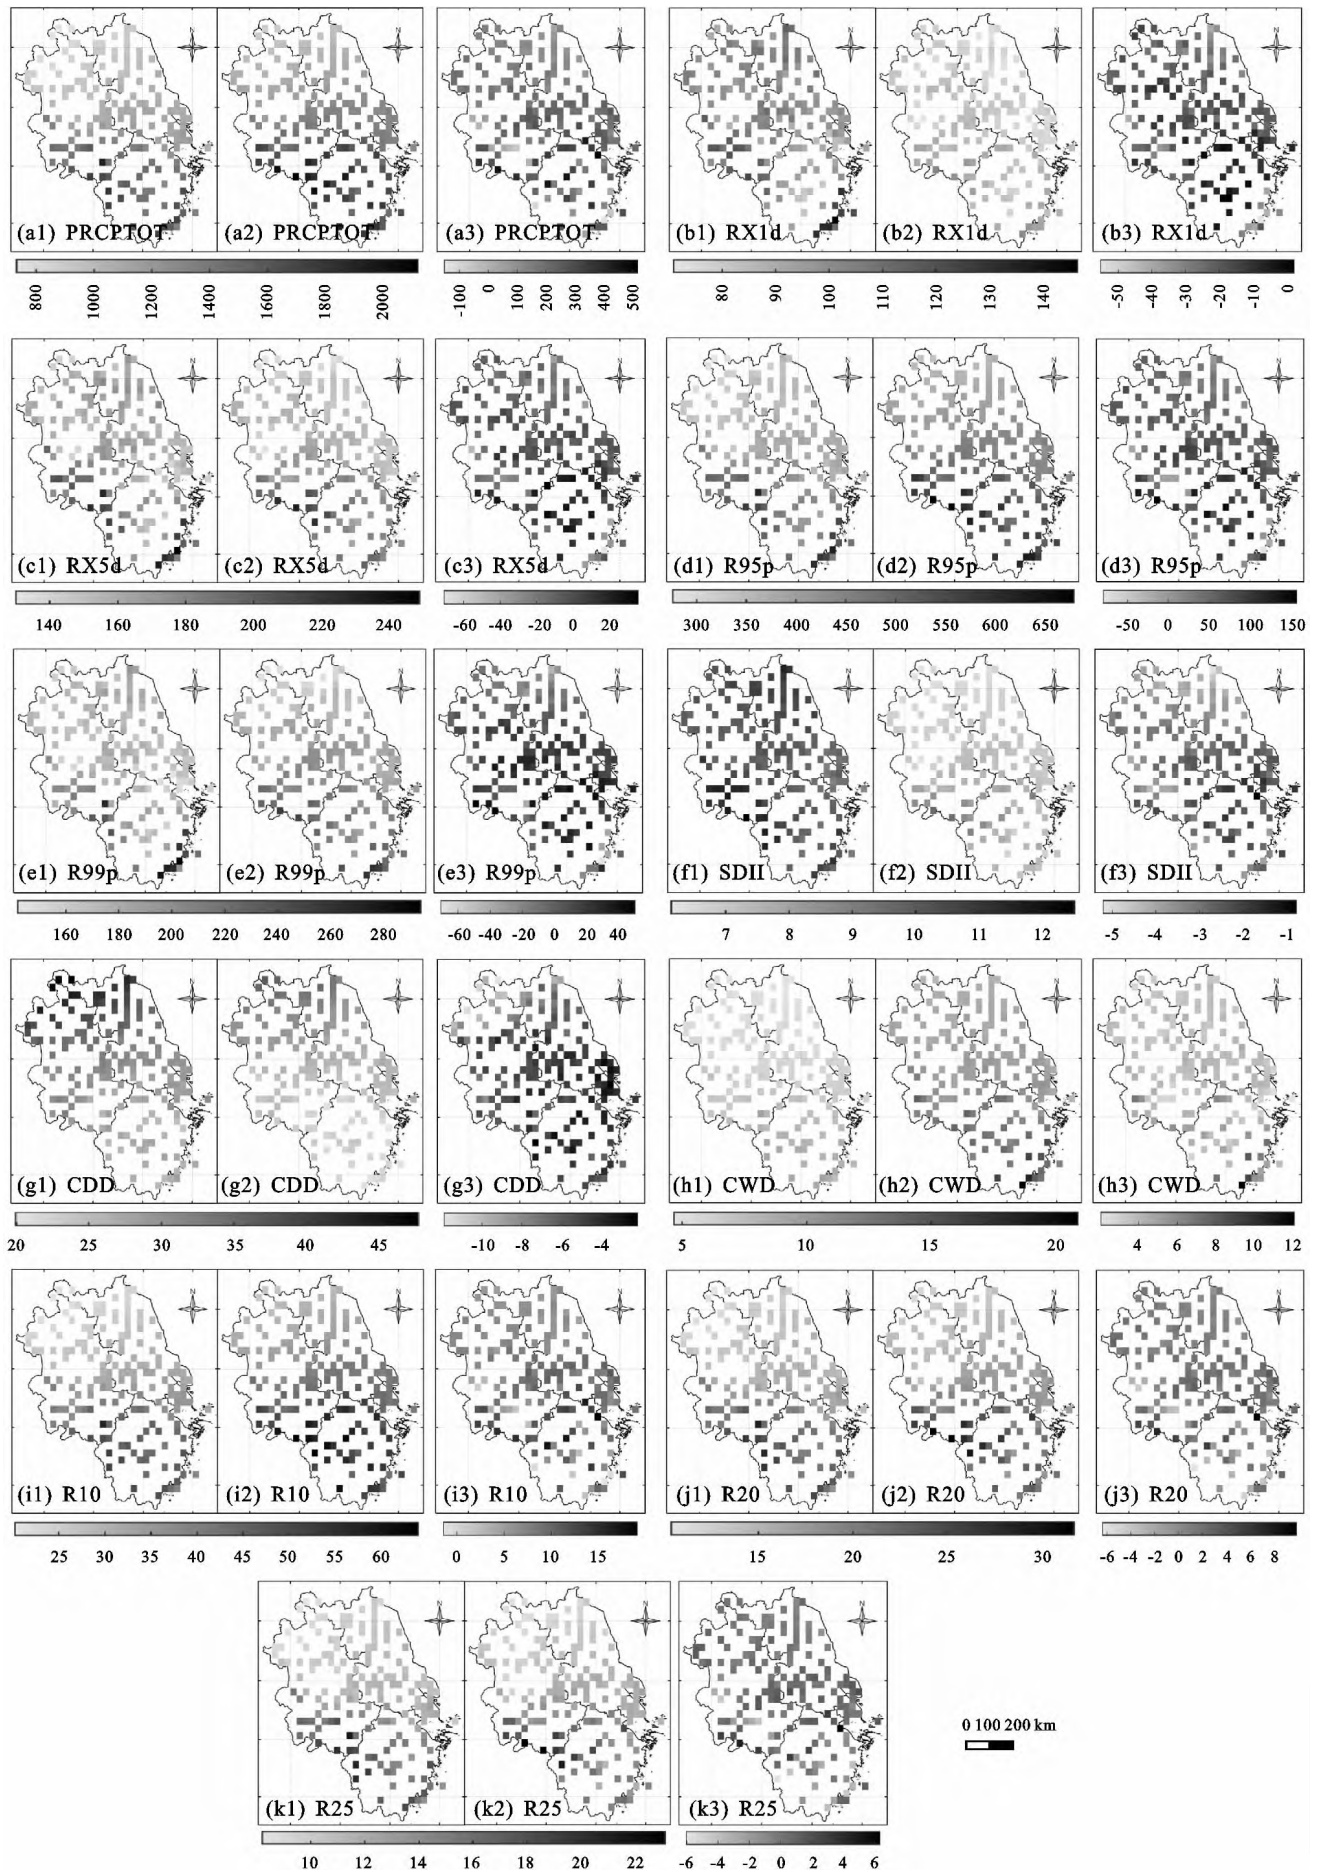 N N N N N N
(a1) PRCPTOT (a2) PRCPTOT (a3) PRCPTOT (b1) RX1d (b2) RX1d (b3) RX1d
800 1000 1200 1400 1600 1800 2000 -100 0 100 200 300 400 500 80 90 100 110 120 130 140 -50 -40 -30 -20 -10 0
N N N N N N
(c1) RX5d (c2) RX5d (c3) RX5d (d1) R95p (d2) R95p (d3) R95p
140 160 180 200 220 240 -60 -40 -20 0 20 300 350 400 450 500 550 600 650 -50 0 50 100 150
N N N N N N
(e1) R99p (e2) R99p (e3) R99p (f1) SDII (f2) SDII (f3) SDII
160 180 200 220 240 260 280 -60 -40 -20 0 20 40 7 8 9 10 11 12 -5 -4 -3 -2 -1
N N N N N N
(g1) CDD (g2) CDD (g3) CDD (h1) CWD (h2) CWD (h3) CWD
20 25 30 35 40 45 -10 -8 -6 -4 5 10 15 20 4 6 8 10 12
N N N N N N
(i1) R10 (i2) R10 (i3) R10 (j1) R20 (j2) R20 (j3) R20
25 30 35 40 45 50 55 60 0 5 10 15 15 20 25 30 -6 -4 -2 0 2 4 6 8
N N N
0 100 200 km
(k1) R25 (k2) R25 (k3) R25
10 12 14 16 18 20 22 -6 -4 -2 0 2 4 6